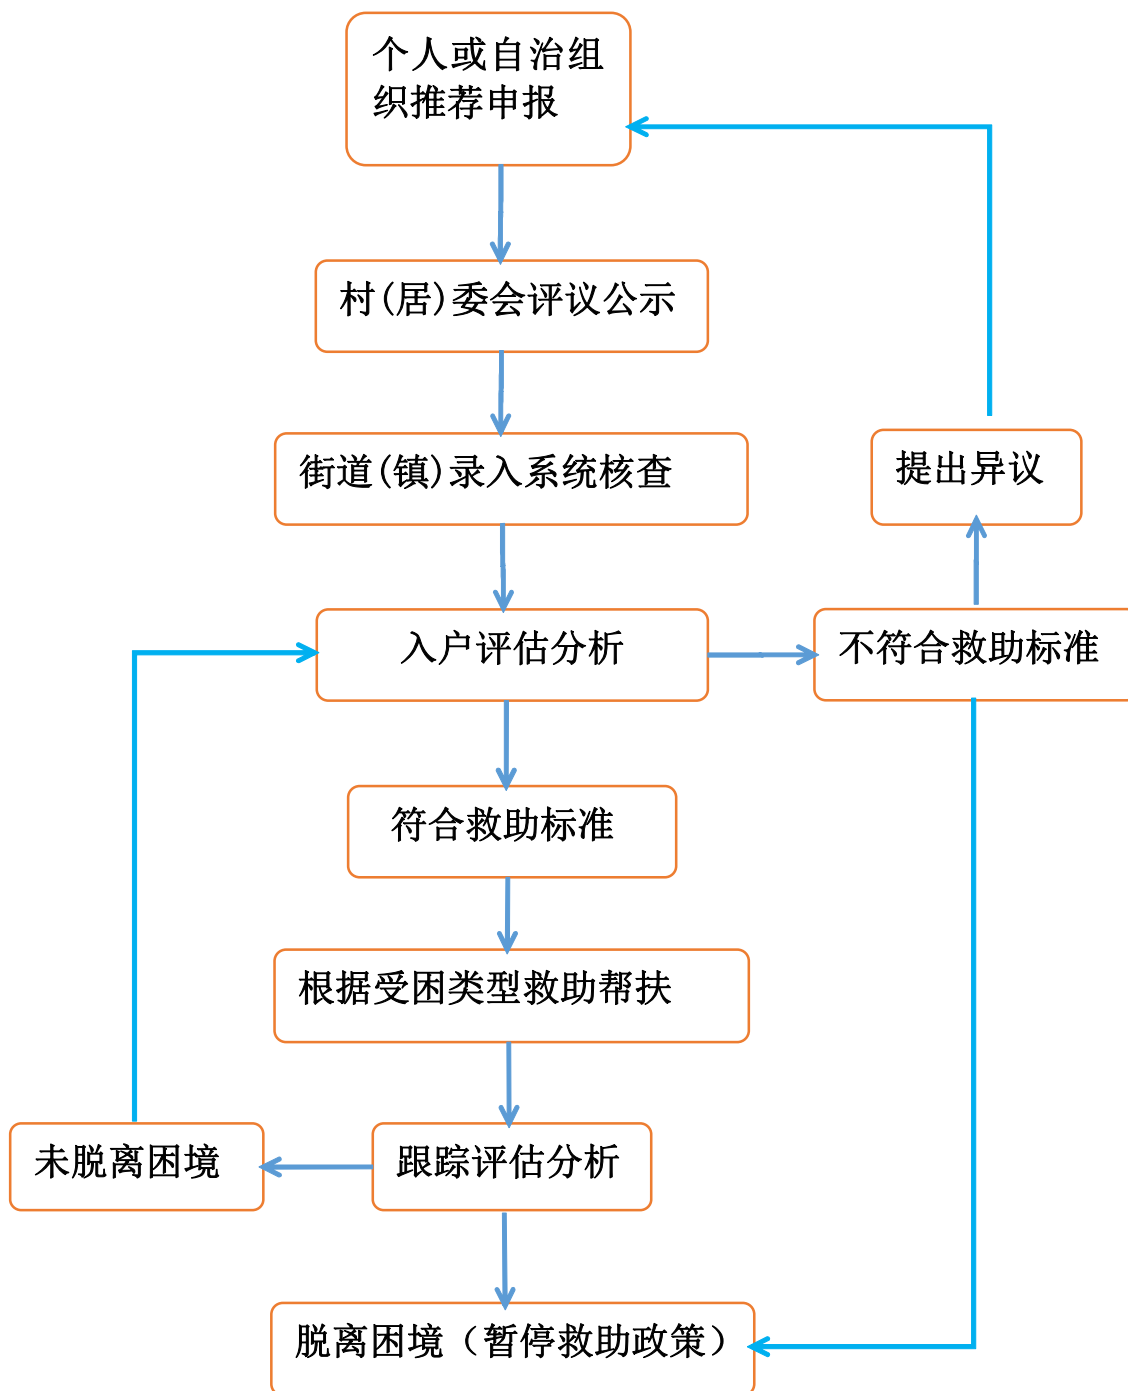 个人或自治组
织推荐申报
村(居)委会评议公示
街道(镇)录入系统核查
提出异议
入户评估分析
不符合救助标准
符合救助标准
根据受困类型救助帮扶
未脱离困境
跟踪评估分析
脱离困境（暂停救助政策）